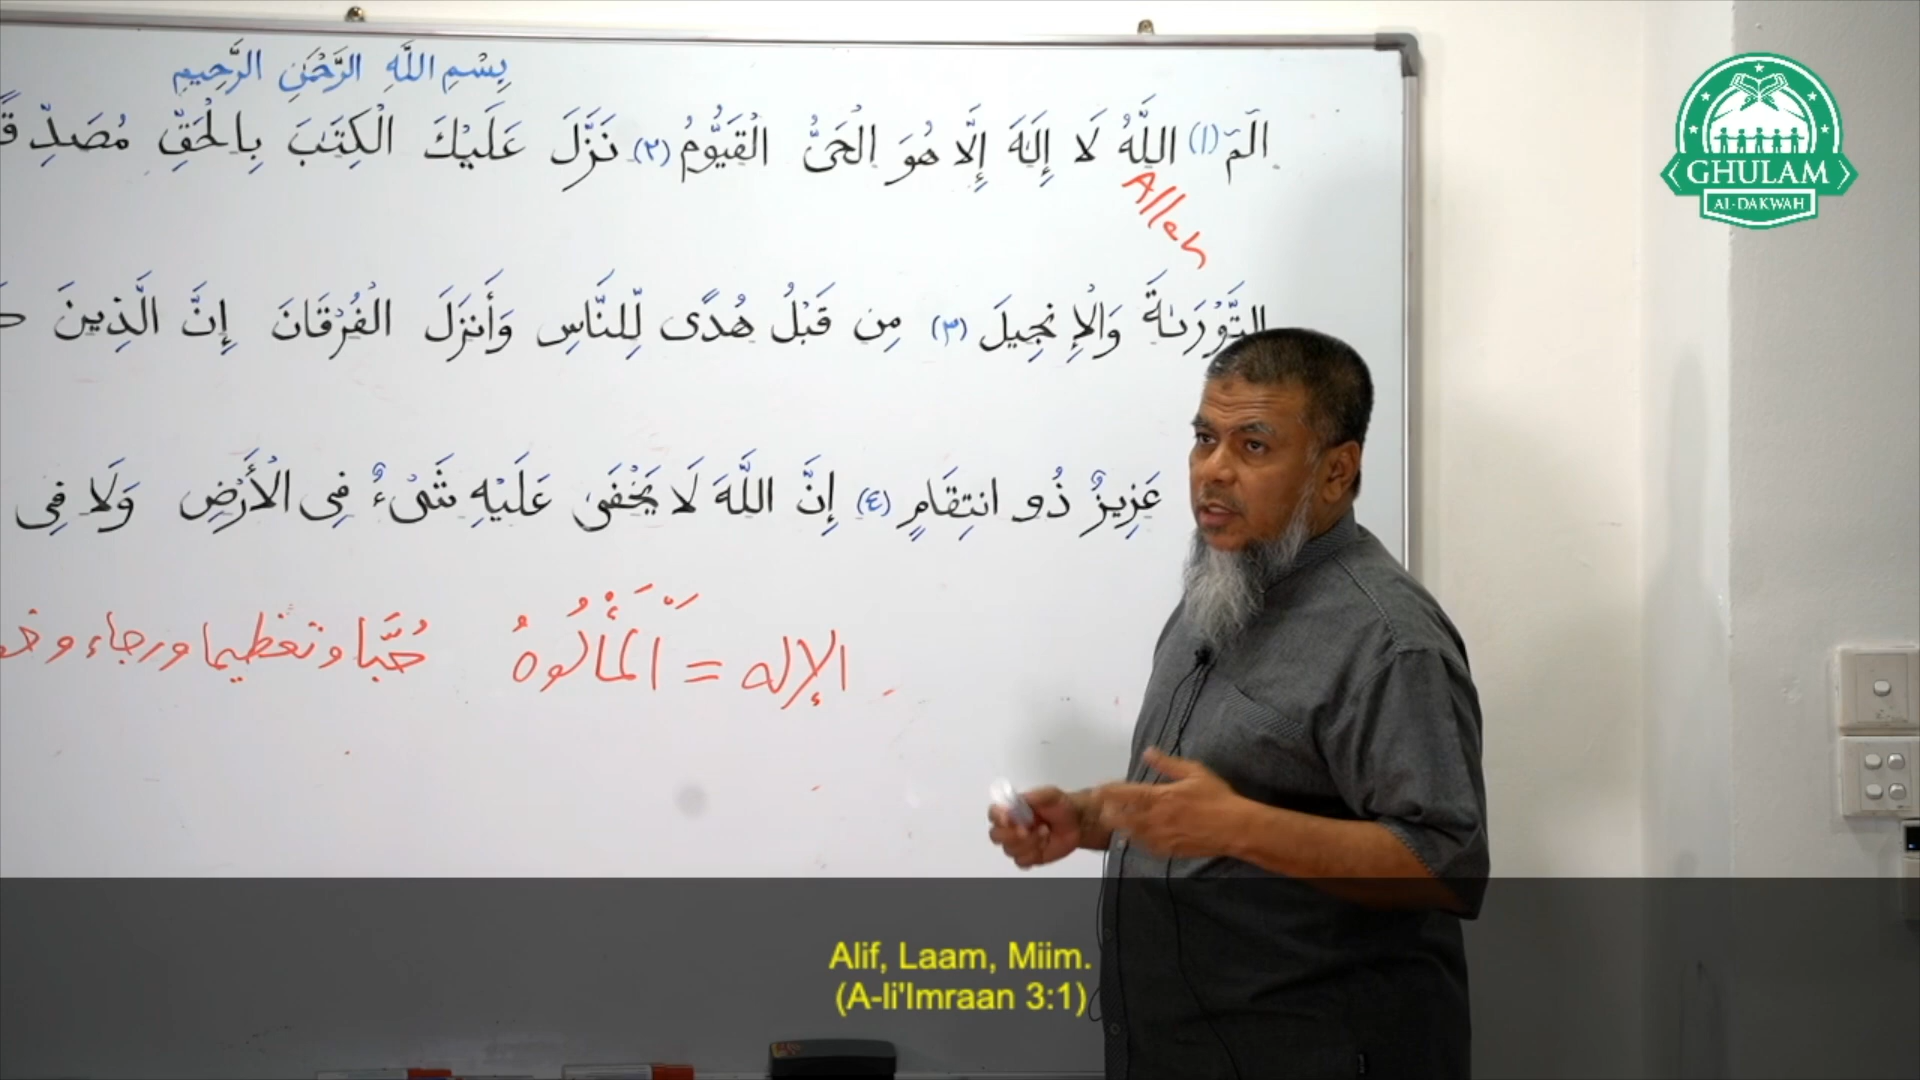 بِسْمِ اللَّهِ الرَّحْمَٰنِ الرَّحِيمِ
الٓمٓ (١) اللَّهُ لَا إِلَٰهَ إِلَّا هُوَ الْحَىُّ الْقَيُّومُ (٢) نَزَّلَ عَلَيْكَ الْكِتَٰبَ بِالْحَقِّ مُصَدِّقًا
Allah
التَّوْرَىٰةَ وَالْإِنجِيلَ (٣) مِن قَبْلُ هُدًى لِّلنَّاسِ وَأَنزَلَ الْفُرْقَانَ إِنَّ الَّذِينَ
عَزِيزٌ ذُو انتِقَامٍ (٤) إِنَّ اللَّهَ لَا يَخْفَىٰ عَلَيْهِ شَىْءٌ فِى الْأَرْضِ وَلَا فِى
الإله = الْمَأْلُوهُ حُبًّا وتعظيما ورجاء
GHULAM
Al-DAKWAH
Alif, Laam, Miim.
(A-li'Imraan 3:1)